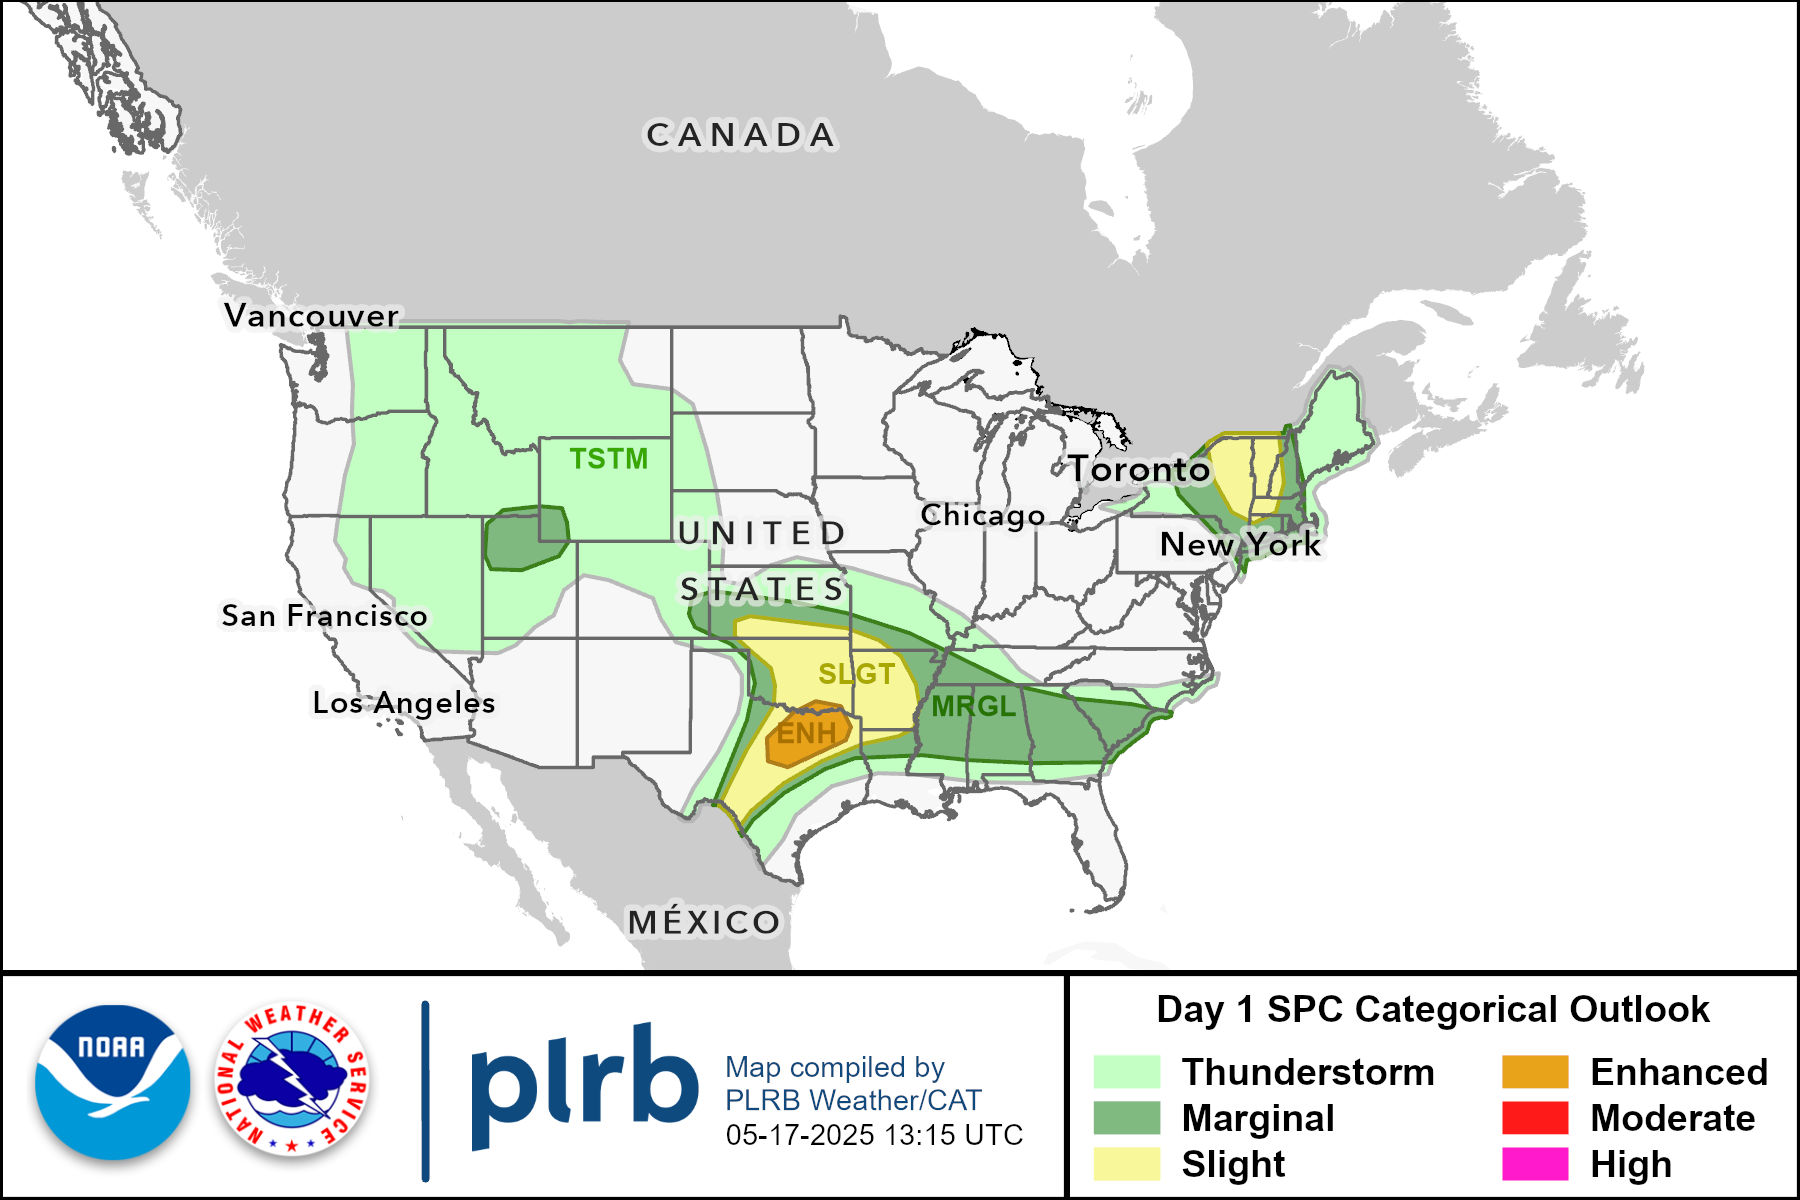 CANADA
Vancouver
TSTM
Toronto
Chicago
UNITED
New York
STATES
San Francisco
SLGT
Los Angeles
MRGL
ENH
MÉXICO
NOAA
NATIONAL WEATHER SERVICE
plrb
Map compiled by
PLRB Weather/CAT
05-17-2025 13:15 UTC
Day 1 SPC Categorical Outlook
Thunderstorm
Enhanced
Marginal
Moderate
Slight
High